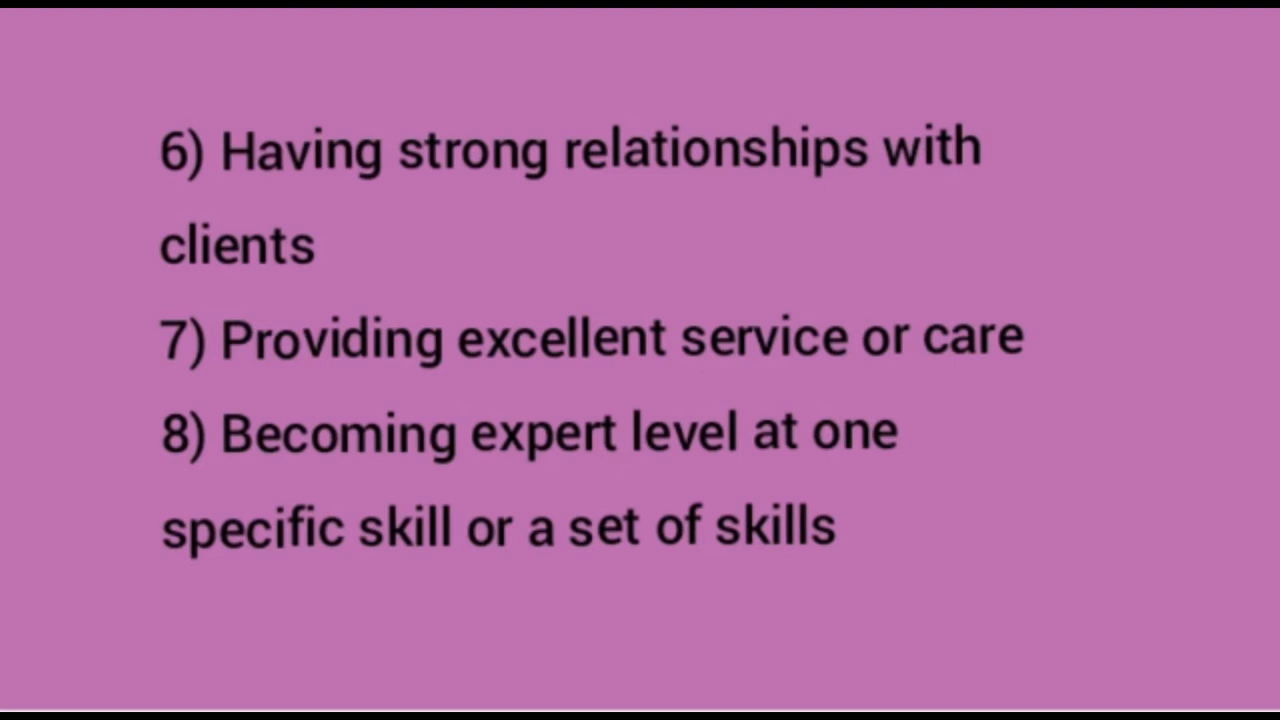 6) Having strong relationships with
clients
7) Providing excellent service or care
8) Becoming expert level at one
specific skill or a set of skills